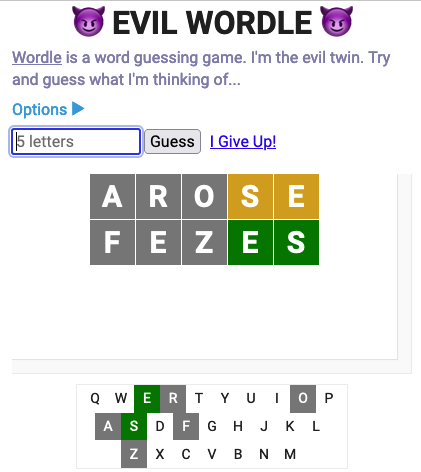 😈 EVIL WORDLE 😈
Wordle is a word guessing game. I'm the evil twin. Try
and guess what I'm thinking of...
Options ▶
5 letters Guess I Give Up!
A R O S E
F E Z E S
Q W E R T Y U I O P
A S D F G H J K L
Z X C V B N M